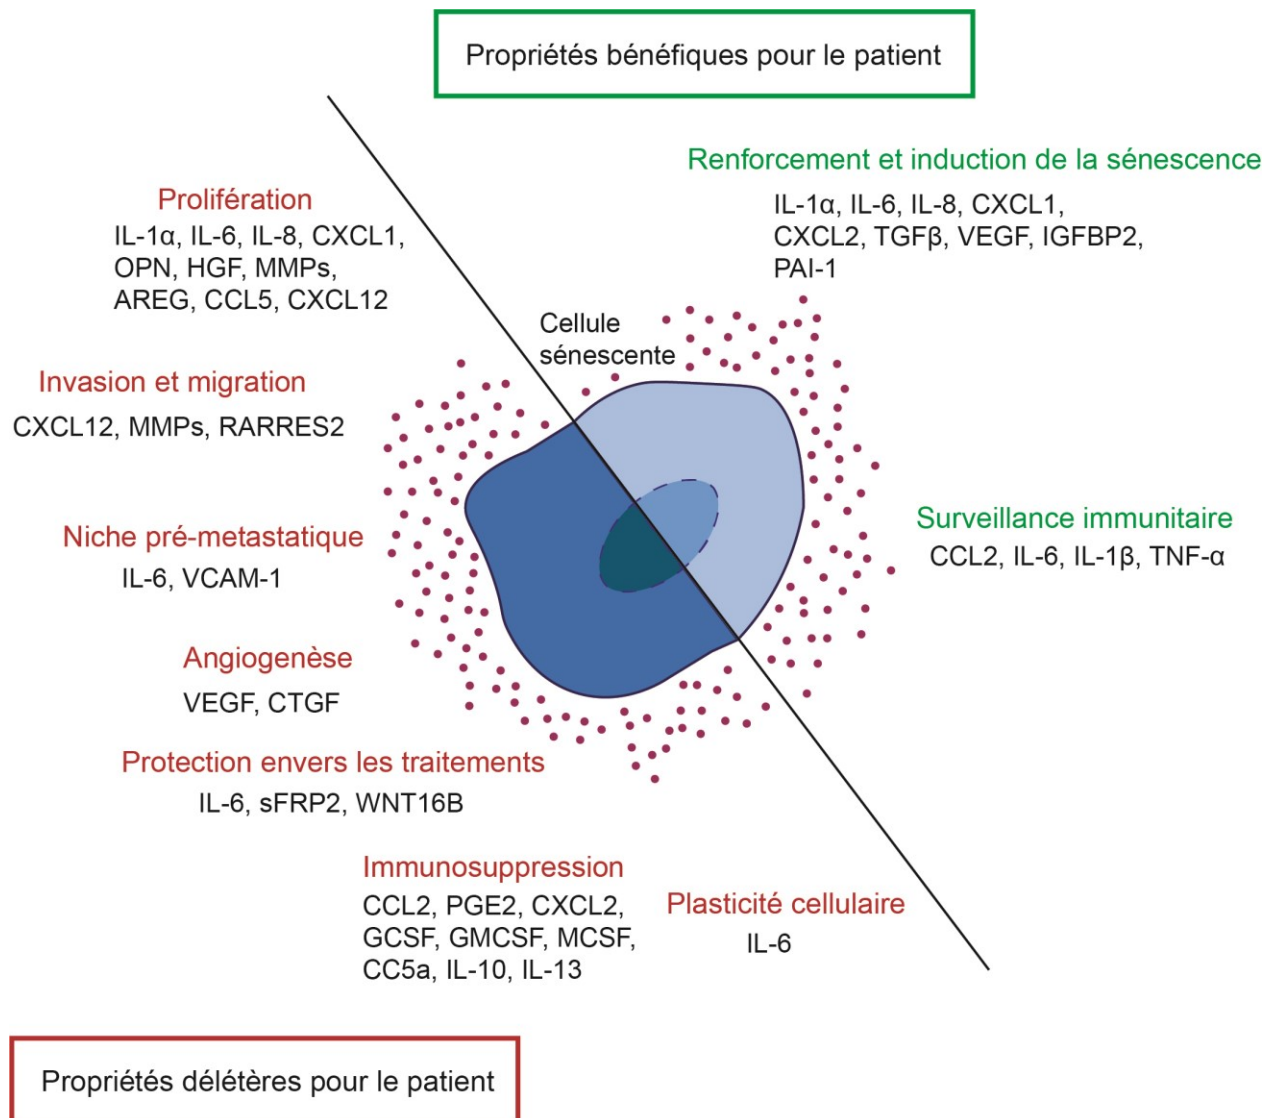 Propriétés bénéfiques pour le patient
Renforcement et induction de la sénescence
IL-1α, IL-6, IL-8, CXCL1,
CXCL2, TGFβ, VEGF, IGFBP2,
PAI-1
Prolifération
IL-1α, IL-6, IL-8, CXCL1,
OPN, HGF, MMPs,
AREG, CCL5, CXCL12
Cellule
sénescente
Invasion et migration
CXCL12, MMPs, RARRES2
Surveillance immunitaire
CCL2, IL-6, IL-1β, TNF-α
Niche pré-metastatique
IL-6, VCAM-1
Angiogenèse
VEGF, CTGF
Protection envers les traitements
IL-6, sFRP2, WNT16B
Immunosuppression
CCL2, PGE2, CXCL2,
GCSF, GMCSF, MCSF,
CC5a, IL-10, IL-13
Plasticité cellulaire
IL-6
Propriétés délétères pour le patient